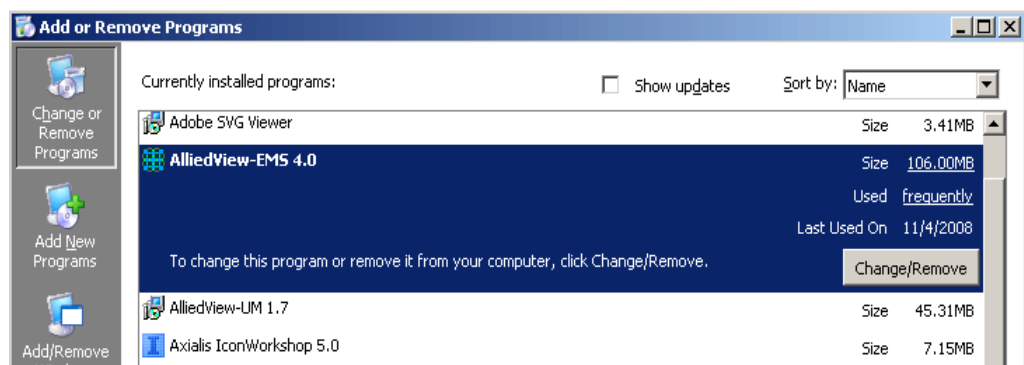 Add or Remove Programs
Change or
Remove
Programs
Add New
Programs
Add/Remove
Currently installed programs:
Show updates
Sort by: Name
Adobe SVG Viewer Size 3.41MB
AlliedView-EMS 4.0 Size 106.00MB
Used frequently
Last Used On 11/4/2008
To change this program or remove it from your computer, click Change/Remove. Change/Remove
AlliedView-UM 1.7 Size 45.31MB
Axialis IconWorkshop 5.0 Size 7.15MB